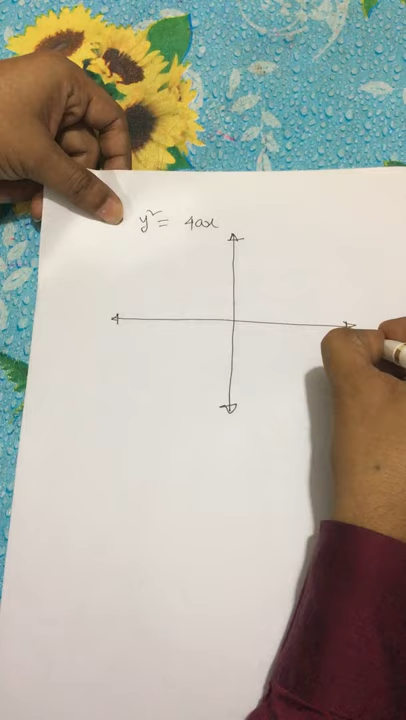 y² = 4ax